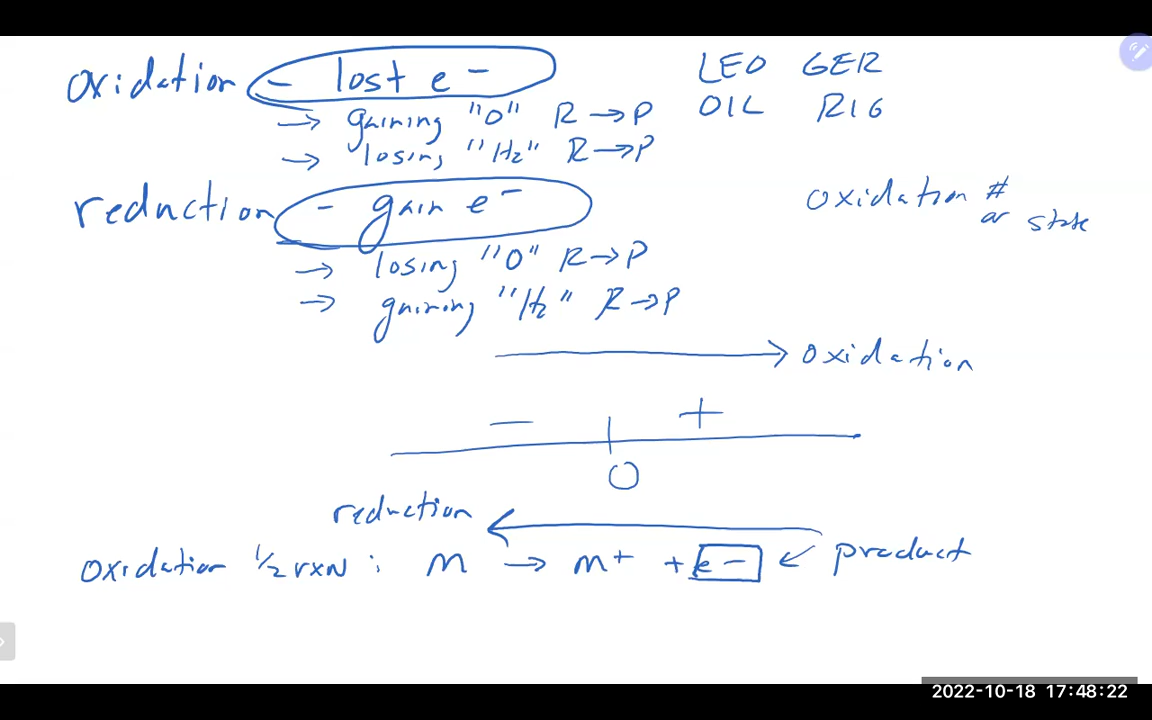 oxidation - lost e-
LEO GER
→ gaining "O" R → P
OIL RIG
→ losing "H2" R → P
reduction - gain e-
oxidation #
or state
→ losing "O" R → P
→ gaining "H2" R → P
→ oxidation
- | +
0
reduction ←
oxidation 1/2 rxn : M → M+ + e- ← product
2022-10-18 17:48:22